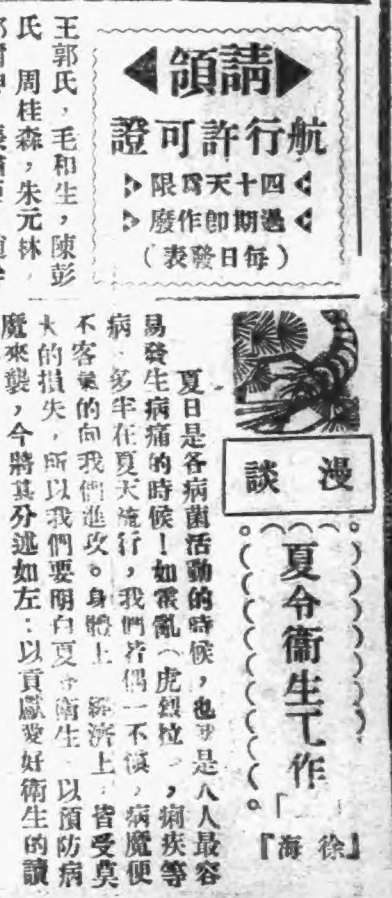 請領
航行許可證
四十天爲限
過期即作廢
(每日發表)
王郭氏，毛和生，陳彭
氏　周桂森，朱元林，
漫談
夏令衞生工作
『徐海』
夏日是各病菌活動的時候，也是人最容
易發生病痛的時候！如霍亂（虎烈拉），痢疾等
病，多半在夏天流行，我們若偶一不慎，病魔便
不客氣的向我們進攻。身體上　經濟上，皆受莫
大的損失，所以我們要明白夏令衞生　以預防病
魔來襲，今將其分述如左：以貢獻愛好衞生的讀